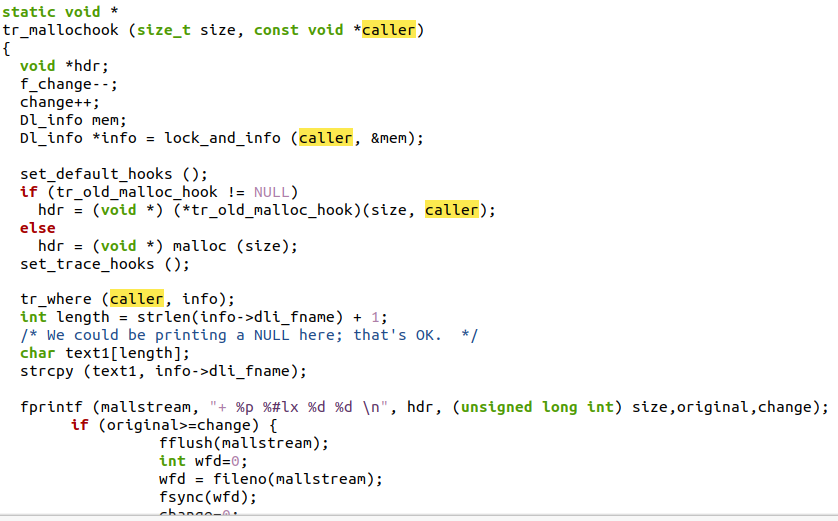 static void *
tr_mallochook (size_t size, const void *caller)
{
  void *hdr;
  f_change--;
  change++;
  Dl_info mem;
  Dl_info *info = lock_and_info (caller, &mem);

  set_default_hooks ();
  if (tr_old_malloc_hook != NULL)
    hdr = (void *) (*tr_old_malloc_hook)(size, caller);
  else
    hdr = (void *) malloc (size);
  set_trace_hooks ();

  tr_where (caller, info);
  int length = strlen(info->dli_fname) + 1;
  /* We could be printing a NULL here; that's OK.  */
  char text1[length];
  strcpy (text1, info->dli_fname);

  fprintf (mallstream, "+ %p %#lx %d %d \n", hdr, (unsigned long int) size,original,change);
        if (original>=change) {
                  fflush(mallstream);
                  int wfd=0;
                  wfd = fileno(mallstream);
                  fsync(wfd);
                  change=0;